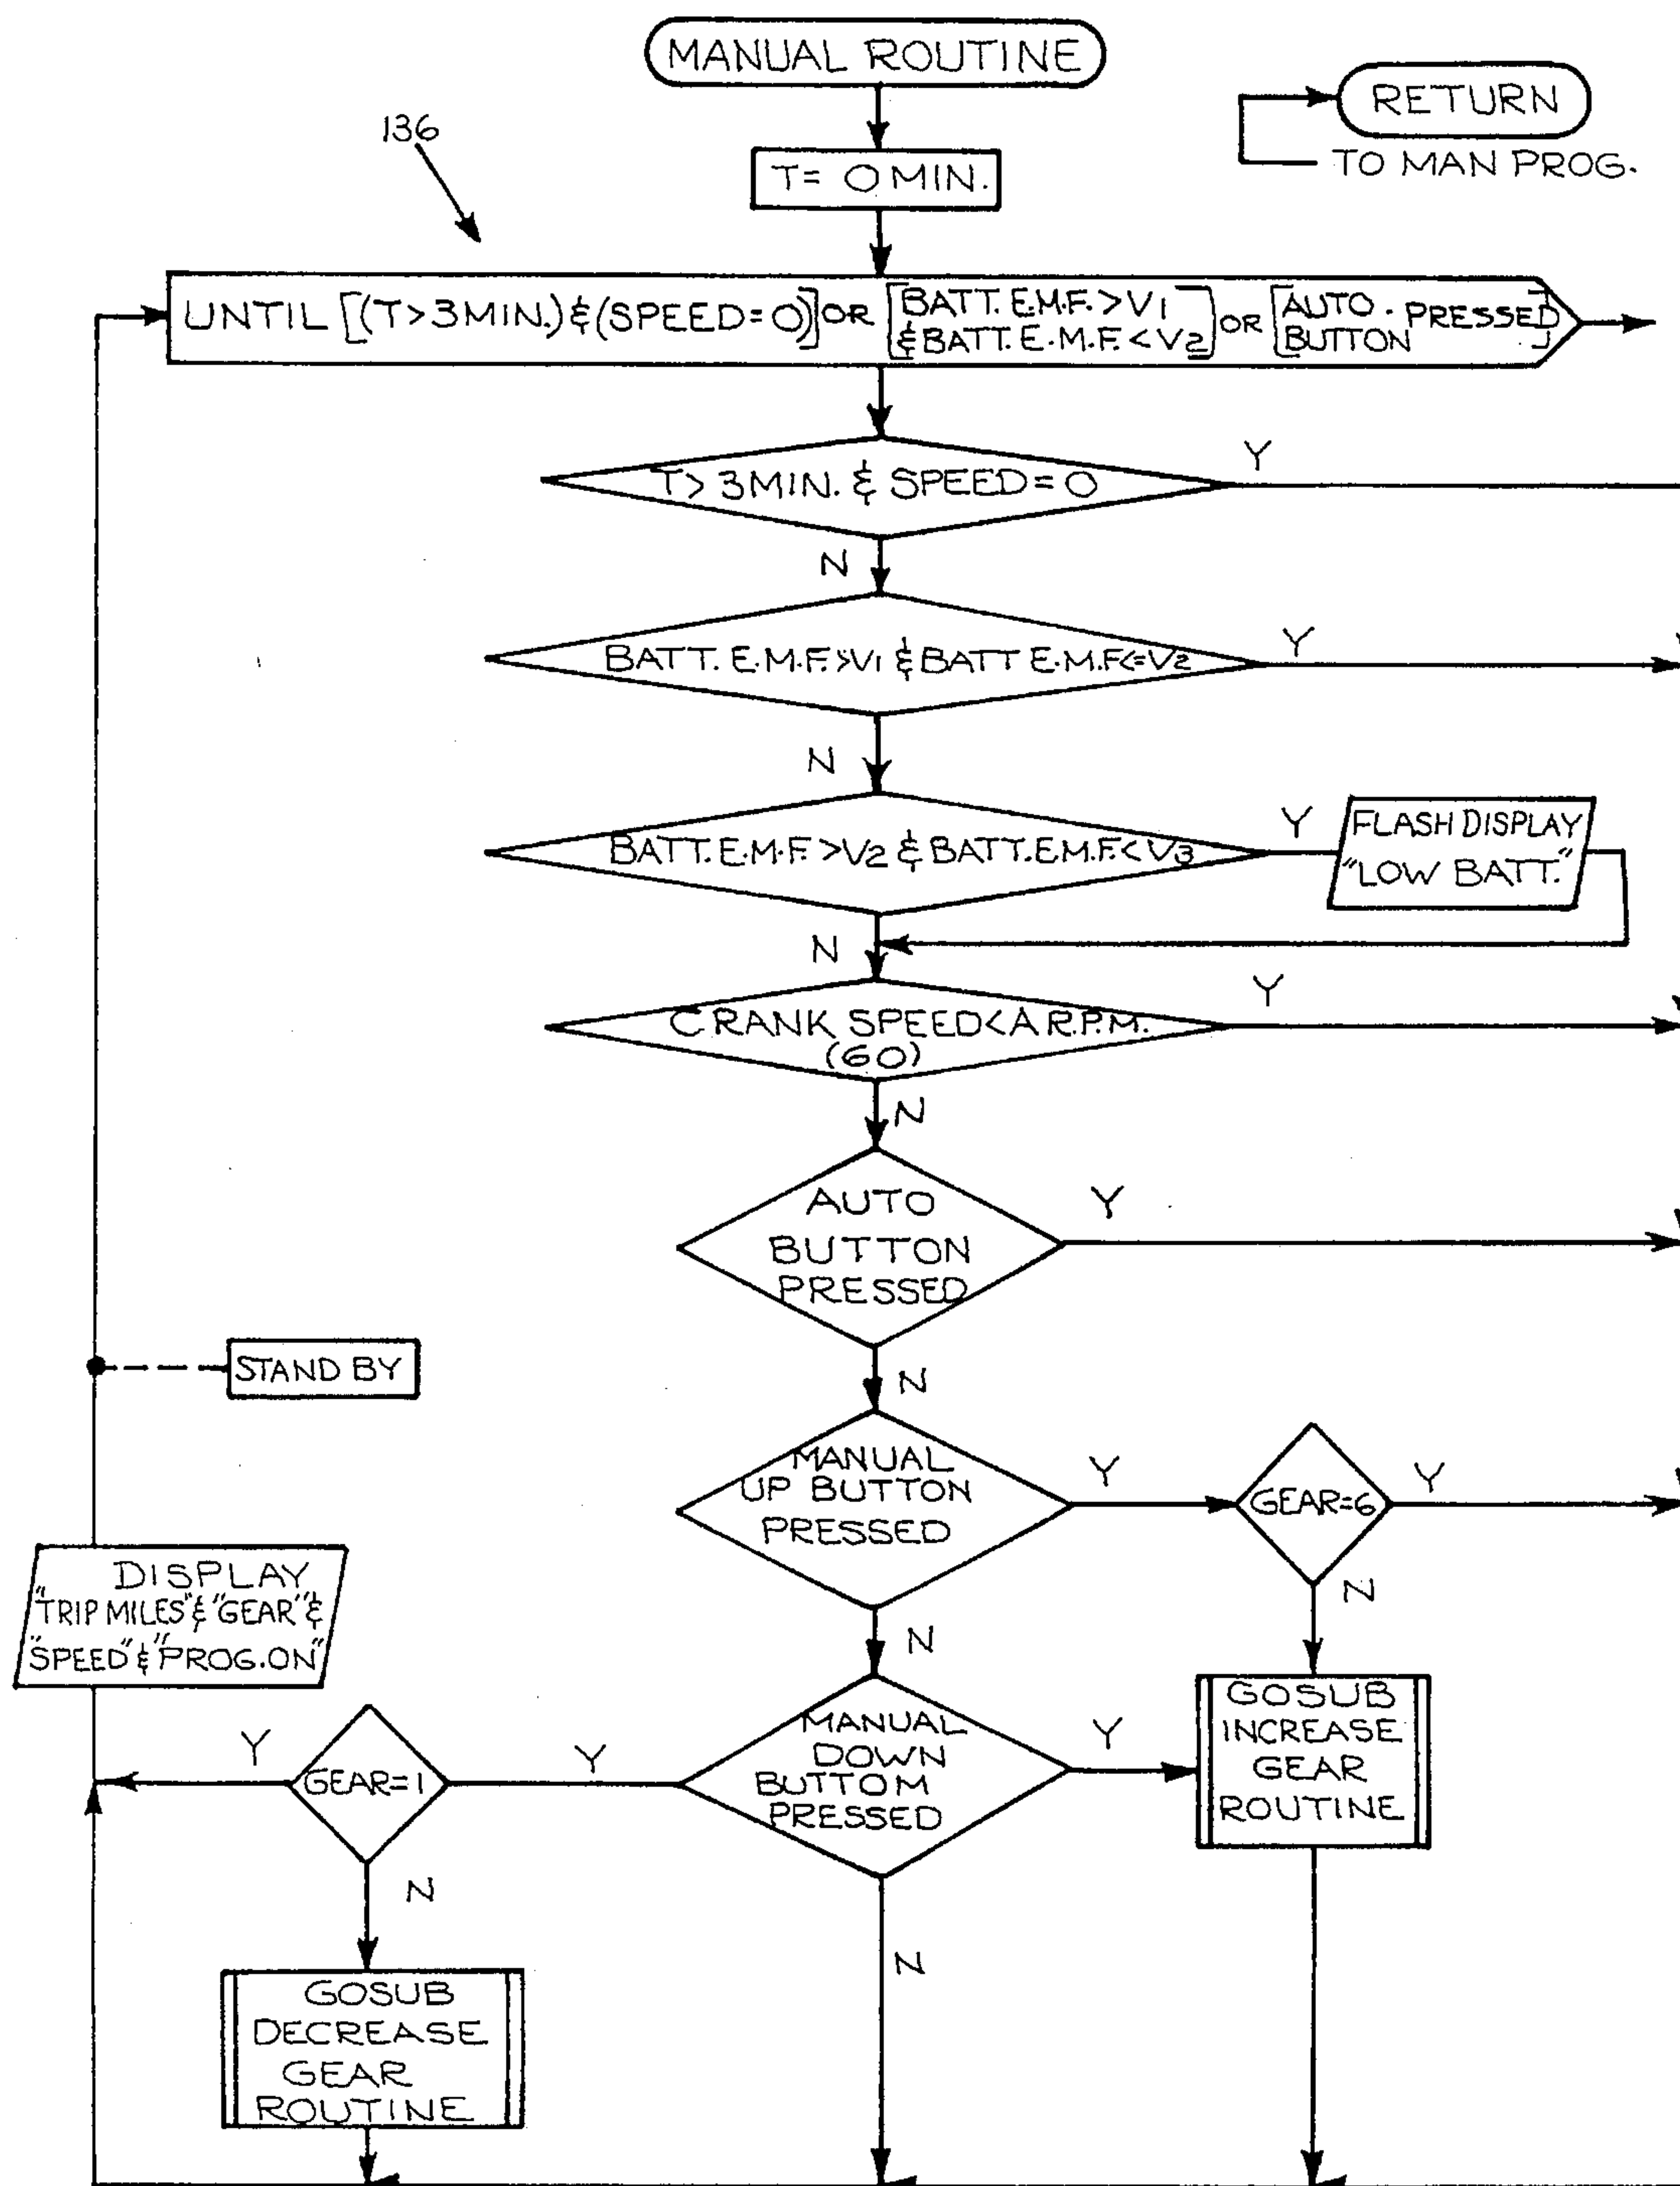 MANUAL ROUTINE
RETURN
TO MAN PROG.
136
T= 0 MIN.
UNTIL [(T>3MIN.)&(SPEED=0)] OR [BATT. E.M.F. >V1
&BATT. E.M.F. <V2] OR [AUTO. PRESSED
BUTTON]
T> 3MIN. & SPEED=0
Y
N
BATT. E.M.F. >V1 &BATT E.M.F.<=V2
Y
N
BATT. E.M.F. >V2 & BATT.E.M.F.<V3
Y
FLASH DISPLAY
"LOW BATT."
N
CRANK SPEED<A R.P.M.
(60)
Y
N
AUTO
BUTTON
PRESSED
Y
STAND BY
N
MANUAL
UP BUTTON
PRESSED
Y
GEAR=6
Y
N
N
DISPLAY
"TRIP MILES"&"GEAR"&
"SPEED"&"PROG.ON"
MANUAL
DOWN
BUTTOM
PRESSED
Y
GOSUB
INCREASE
GEAR
ROUTINE
Y
GEAR=1
Y
N
N
GOSUB
DECREASE
GEAR
ROUTINE